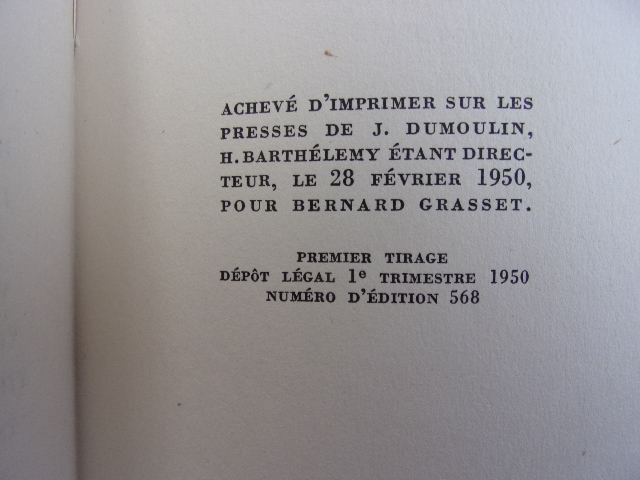 ACHEVÉ D'IMPRIMER SUR LES
PRESSES DE J. DUMOULIN,
H. BARTHÉLEMY ÉTANT DIREC-
TEUR, LE 28 FÉVRIER 1950,
POUR BERNARD GRASSET.
PREMIER TIRAGE
DÉPÔT LÉGAL 1e TRIMESTRE 1950
NUMÉRO D'ÉDITION 568